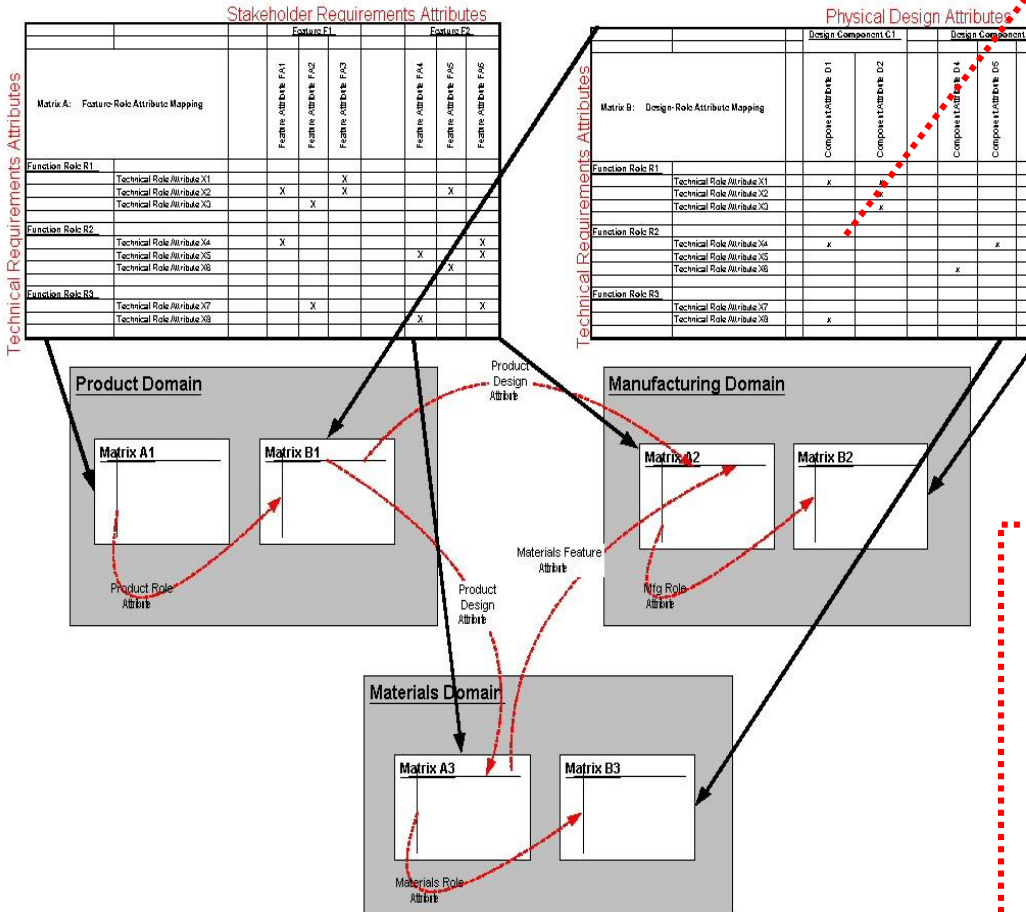 Stakeholder Requirements Attributes
Technical Requirements Attributes
Feature F1
Feature F2
Matrix A: Feature-Role Attribute Mapping
Feature Attribute FA1
Feature Attribute FA2
Feature Attribute FA3
Feature Attribute FA4
Feature Attribute FA5
Feature Attribute FA6
Function Role R1
Technical Role Attribute X1 X
Technical Role Attribute X2 X X X
Technical Role Attribute X3 X
Function Role R2
Technical Role Attribute X4 X X
Technical Role Attribute X5 X X
Technical Role Attribute X6 X
Function Role R3
Technical Role Attribute X7 X X
Technical Role Attribute X8 X
Physical Design Attributes
Technical Requirements Attributes
Design Component C1
Design Component
Matrix B: Design-Role Attribute Mapping
Component Attribute D1
Component Attribute D2
Component Attribute D4
Component Attribute D5
Function Role R1
Technical Role Attribute X1 x x
Technical Role Attribute X2 x
Technical Role Attribute X3 x
Function Role R2
Technical Role Attribute X4 x x
Technical Role Attribute X5
Technical Role Attribute X6 x
Function Role R3
Technical Role Attribute X7
Technical Role Attribute X8 x
Product Domain
Matrix A1
Matrix B1
Product Role
Attribute
Product
Design
Attribute
Manufacturing Domain
Matrix A2
Matrix B2
Mfg Role
Attribute
Materials Feature
Attribute
Product
Design
Attribute
Materials Domain
Matrix A3
Matrix B3
Materials Role
Attribute